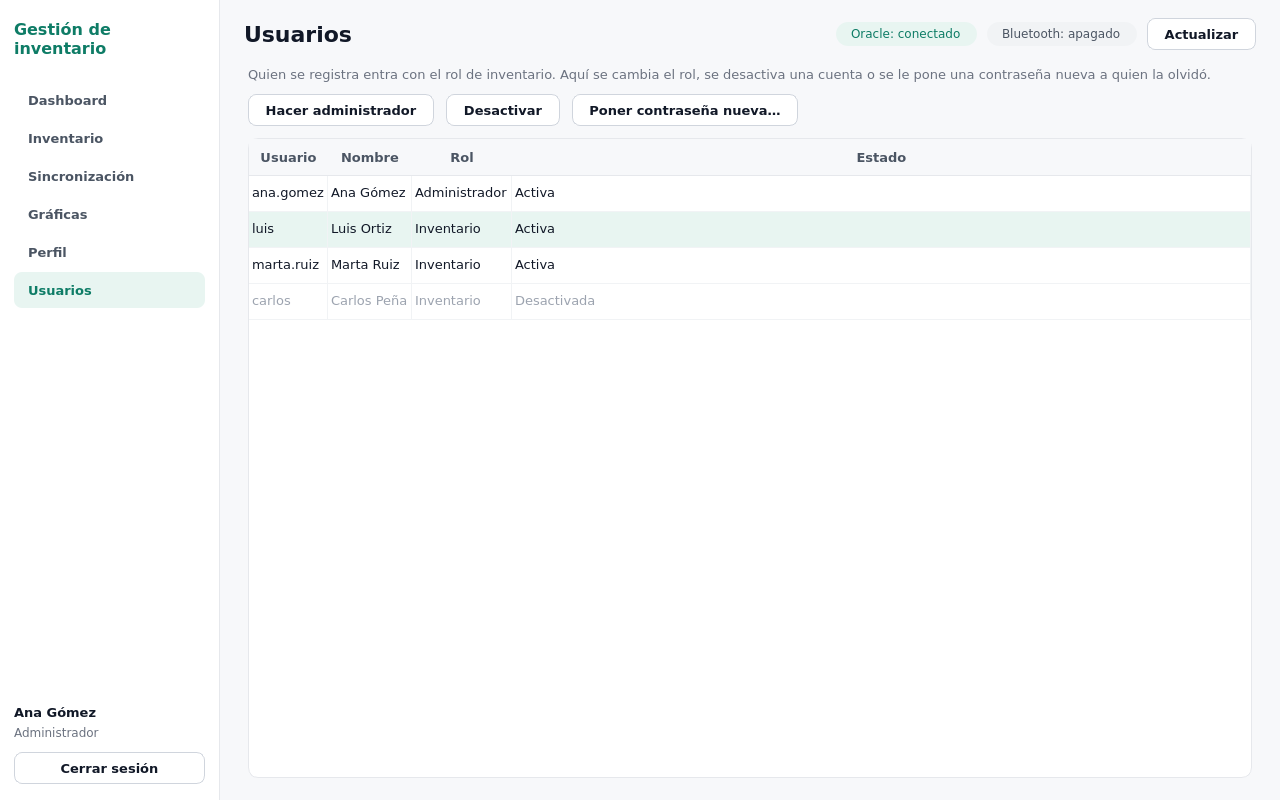 Gestión de
inventario
Dashboard
Inventario
Sincronización
Gráficas
Perfil
Usuarios
Ana Gómez
Administrador
Cerrar sesión
Usuarios
Oracle: conectado
Bluetooth: apagado
Actualizar
Quien se registra entra con el rol de inventario. Aquí se cambia el rol, se desactiva una cuenta o se le pone una contraseña nueva a quien la olvidó.
Hacer administrador
Desactivar
Poner contraseña nueva...
Usuario Nombre Rol Estado
ana.gomez Ana Gómez Administrador Activa
luis Luis Ortiz Inventario Activa
marta.ruiz Marta Ruiz Inventario Activa
carlos Carlos Peña Inventario Desactivada